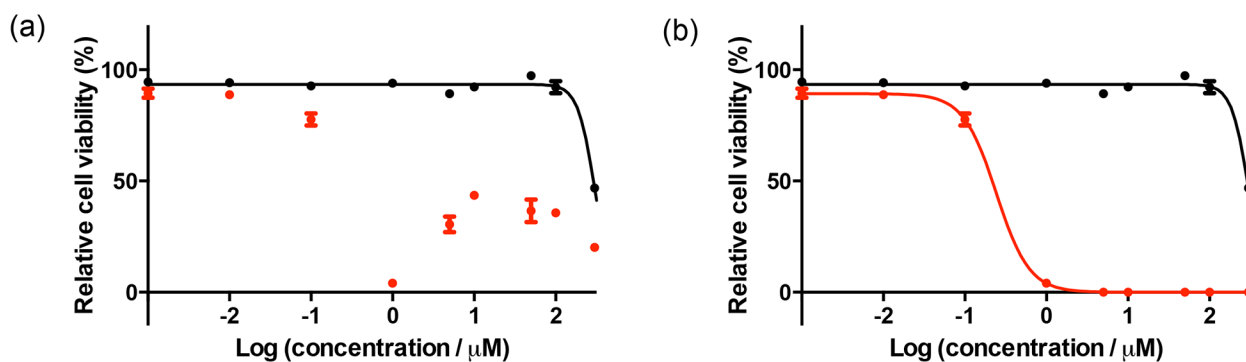 (a)
Relative cell viability (%)
100
50
0
-2
-1
0
1
2
Log (concentration / μM)
(b)
Relative cell viability (%)
100
50
0
-2
-1
0
1
2
Log (concentration / μM)